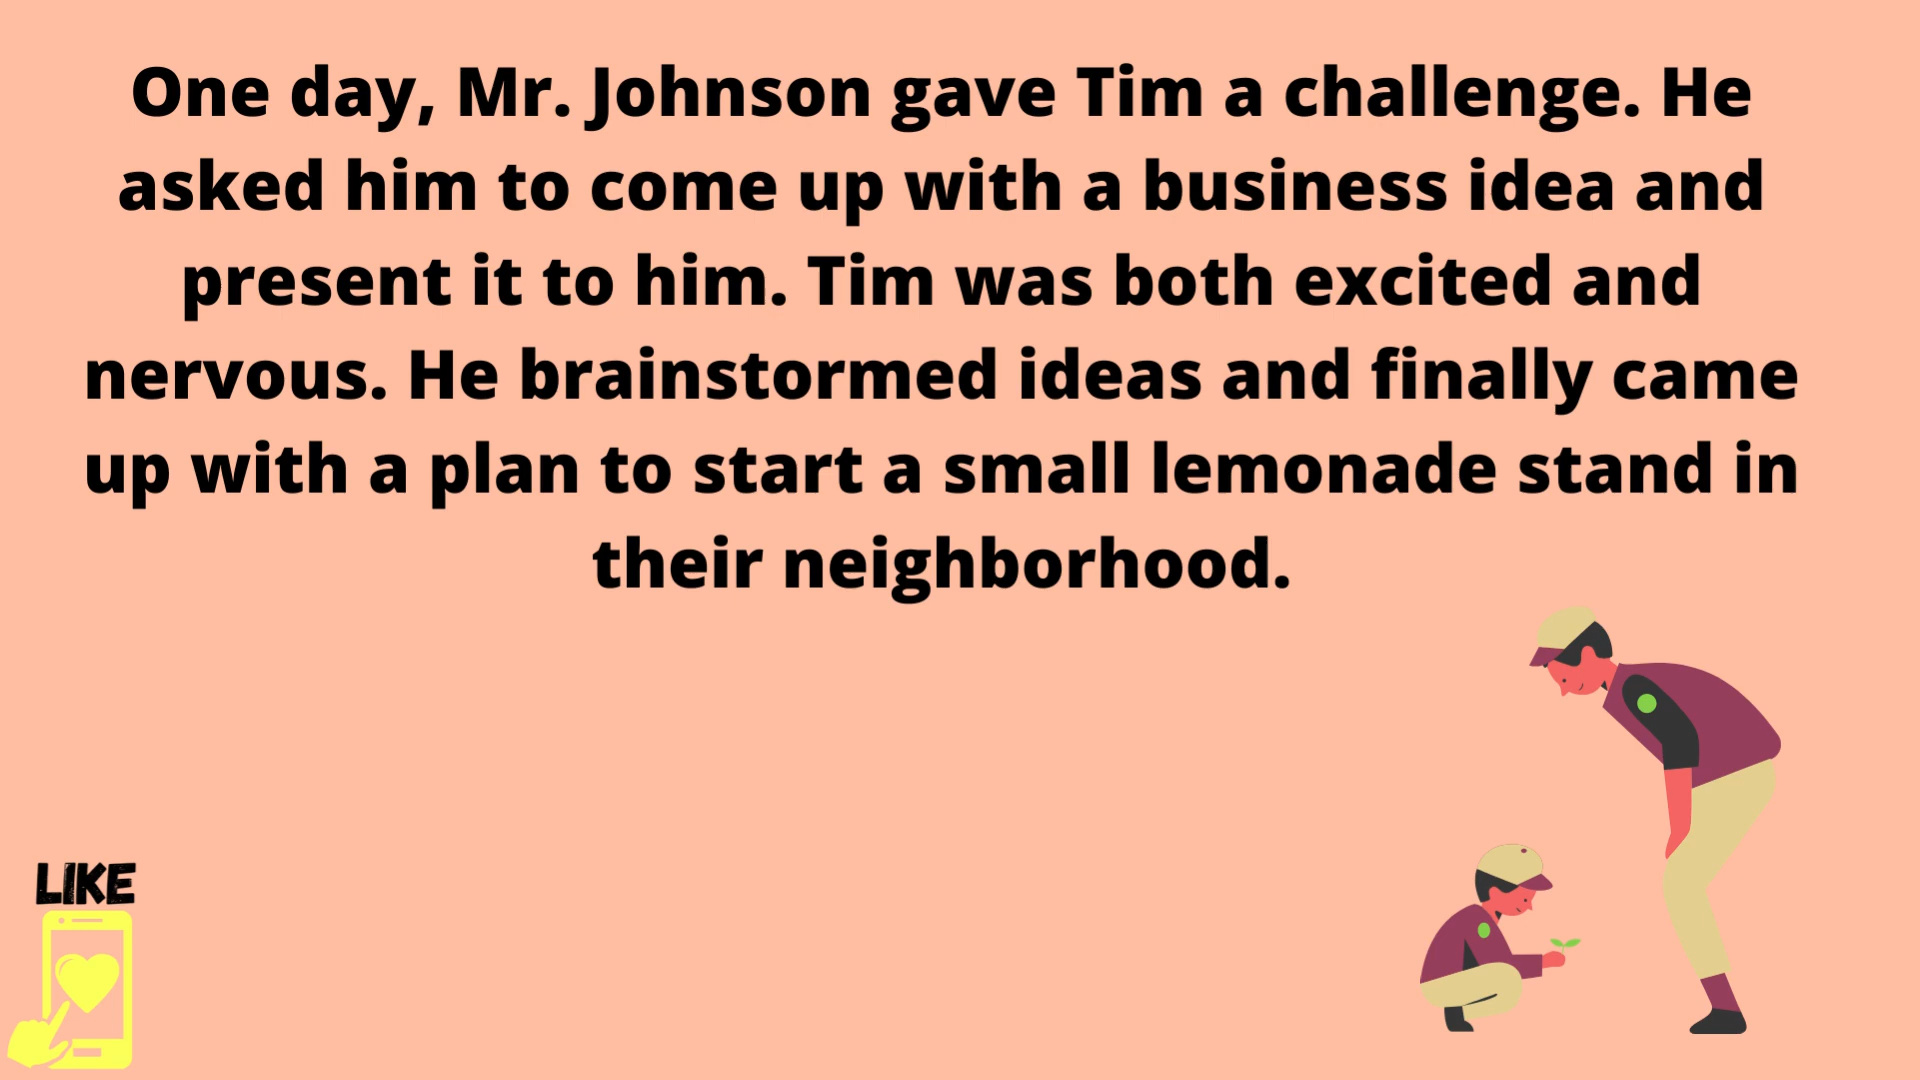 One day, Mr. Johnson gave Tim a challenge. He
asked him to come up with a business idea and
present it to him. Tim was both excited and
nervous. He brainstormed ideas and finally came
up with a plan to start a small lemonade stand in
their neighborhood.
LIKE